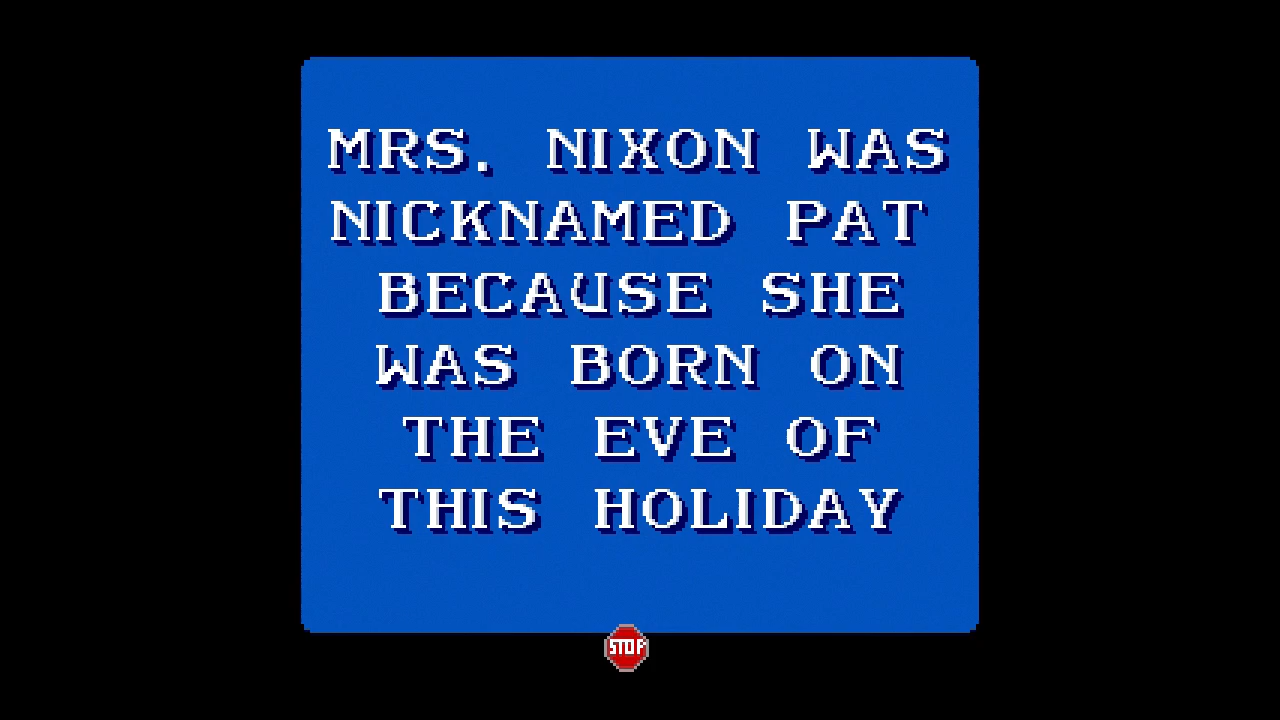 MRS. NIXON WAS
NICKNAMED PAT
BECAUSE SHE
WAS BORN ON
THE EVE OF
THIS HOLIDAY
STOP